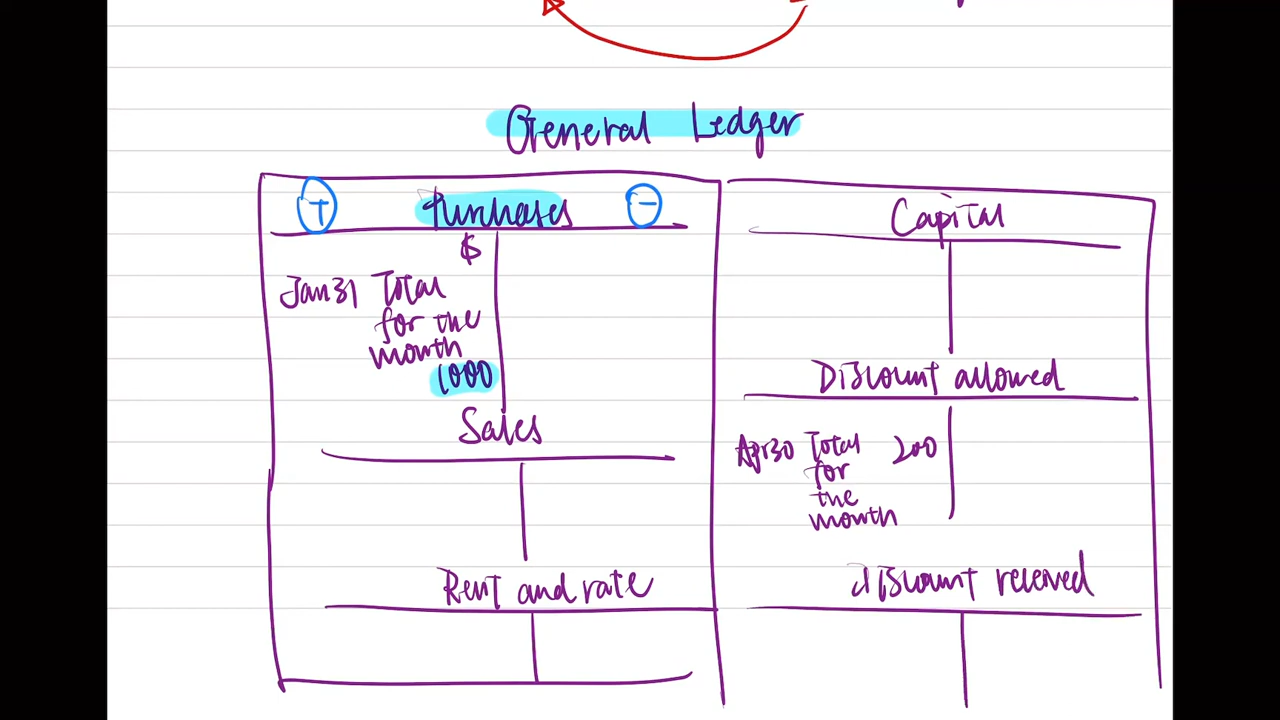 General Ledger
+ Purchases -
$
Jan 31 Total
for the
month
1000
Sales
Rent and rate
Capital
Discount allowed
Apr 30 Total 200
for
the
month
discount received